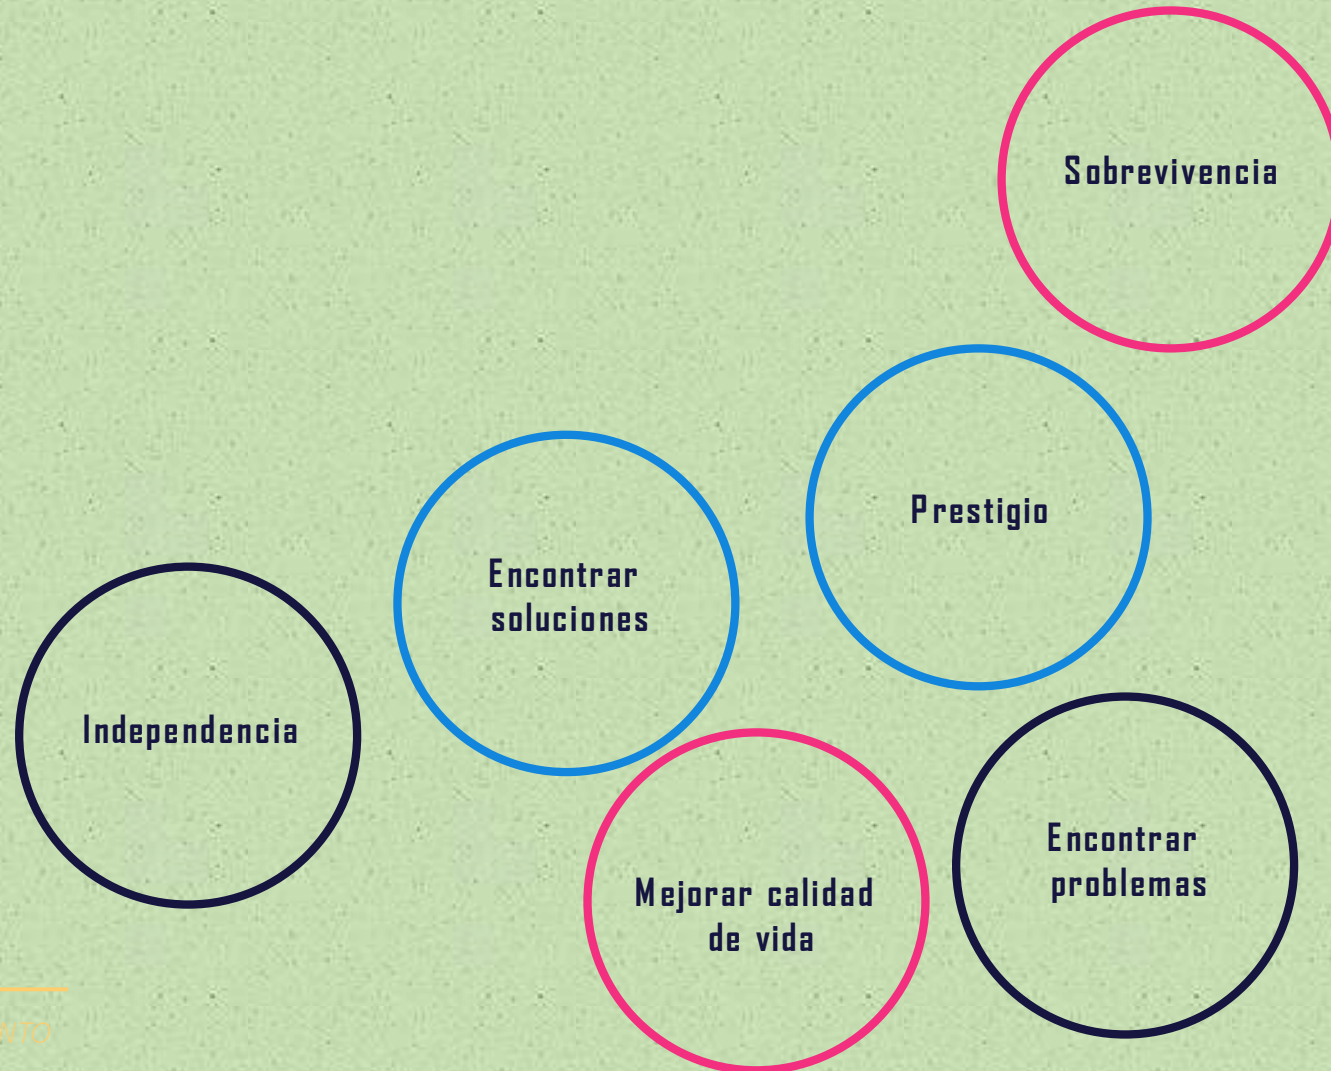 Sobrevivencia
Prestigio
Encontrar
soluciones
Independencia
Encontrar
problemas
Mejorar calidad
de vida